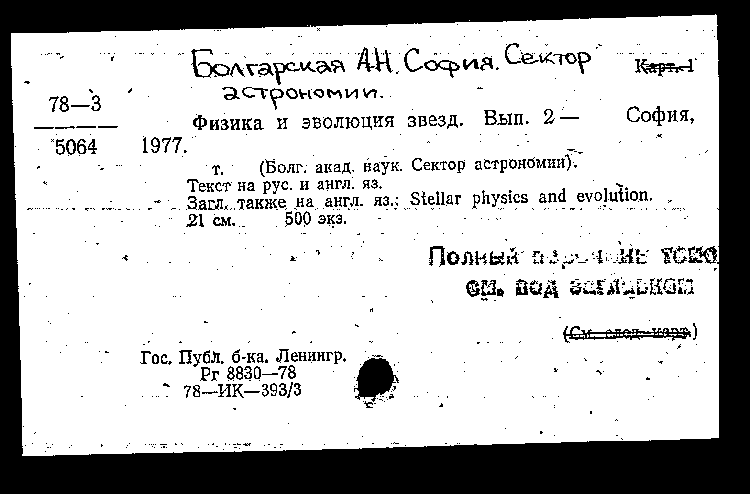 Болгарская АН. София. Сектор
астрономии.
Карт. 1
78—3
5064
Физика и эволюция звезд. Вып. 2— София,
1977.
т. (Болг. акад. наук. Сектор астрономии).
Текст на рус. и англ. яз.
Загл. также на англ. яз.: Stellar physics and evolution.
21 см. 500 экз.
Полный
см. под заглавием
(См. след. карт.)
Гос. Публ. б-ка. Ленингр.
Рг 8830—78
78—ИК—393/3